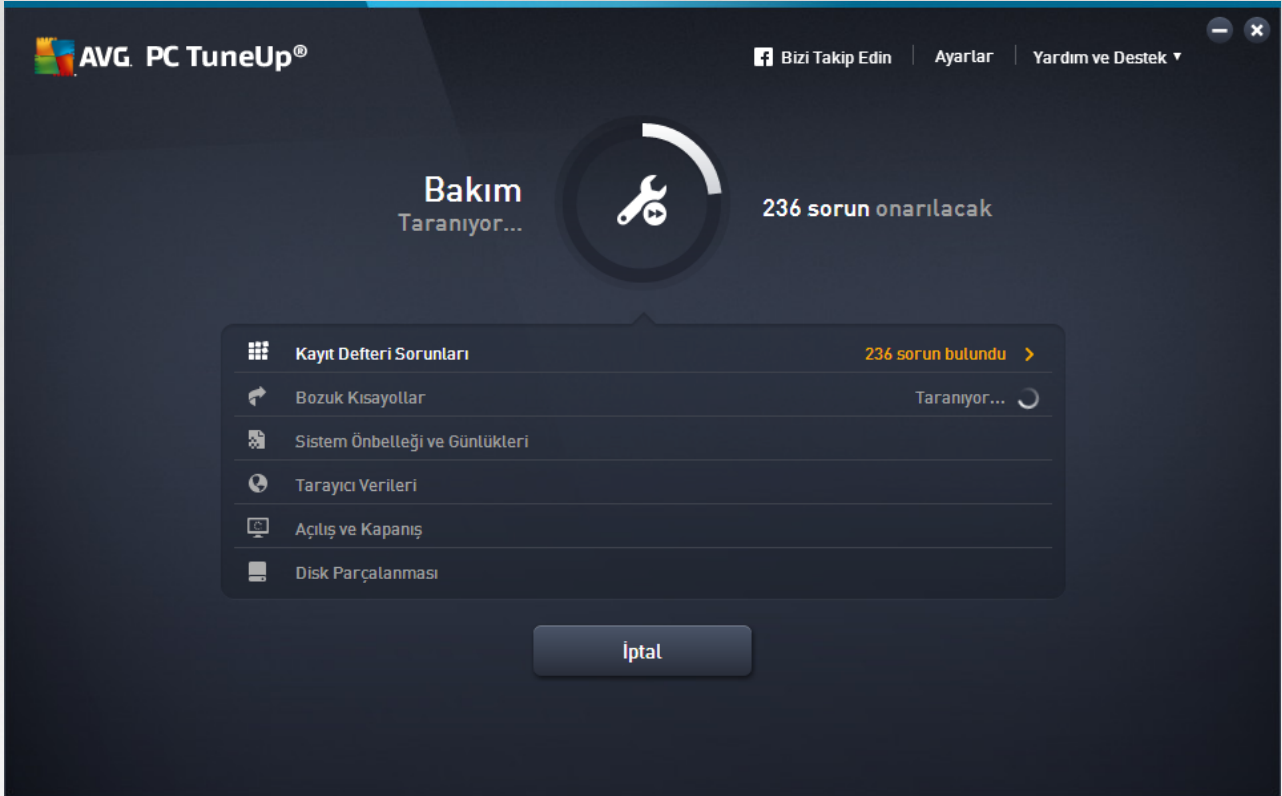 AVG PC TuneUp®
Bizi Takip Edin
Ayarlar
Yardım ve Destek
Bakım
Taranıyor...
236 sorun onarılacak
Kayıt Defteri Sorunları 236 sorun bulundu
Bozuk Kısayollar Taranıyor...
Sistem Önbelleği ve Günlükleri
Tarayıcı Verileri
Açılış ve Kapanış
Disk Parçalanması
İptal